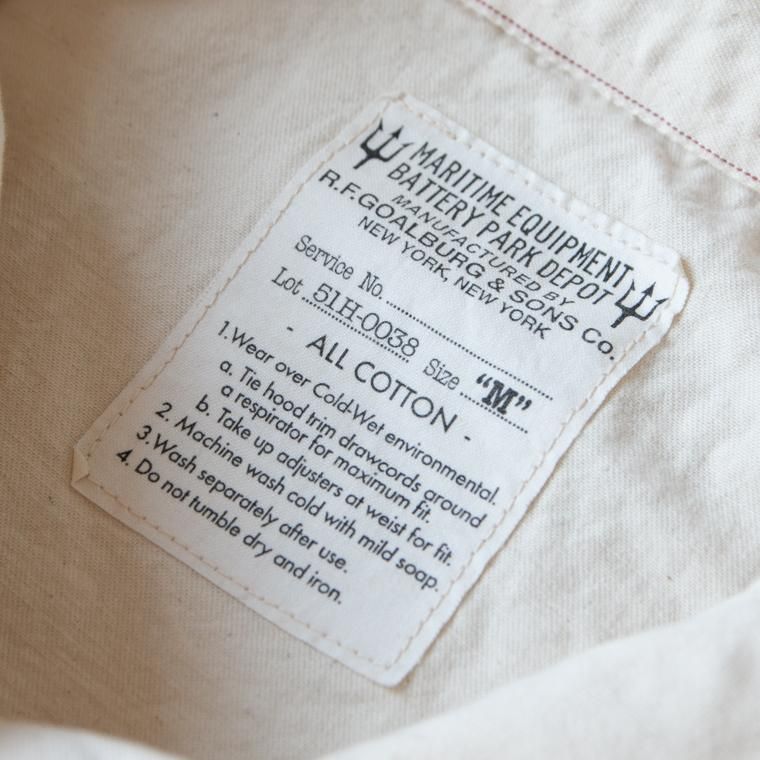 MARITIME EQUIPMENT
BATTERY PARK DEPOT
MANUFACTURED BY
R.F.GOALBURG & SONS Co.
NEW YORK, NEW YORK
Service No.
Lot 51H-0038 Size "M"
- ALL COTTON -
1.Wear over Cold-Wet environmental.
a. Tie hood trim drawcords around
a respirator for maximum fit.
b. Take up adjusters at weist for fit.
2. Machine wash cold with mild soap.
3.Wash separately after use.
4. Do not tumble dry and iron.